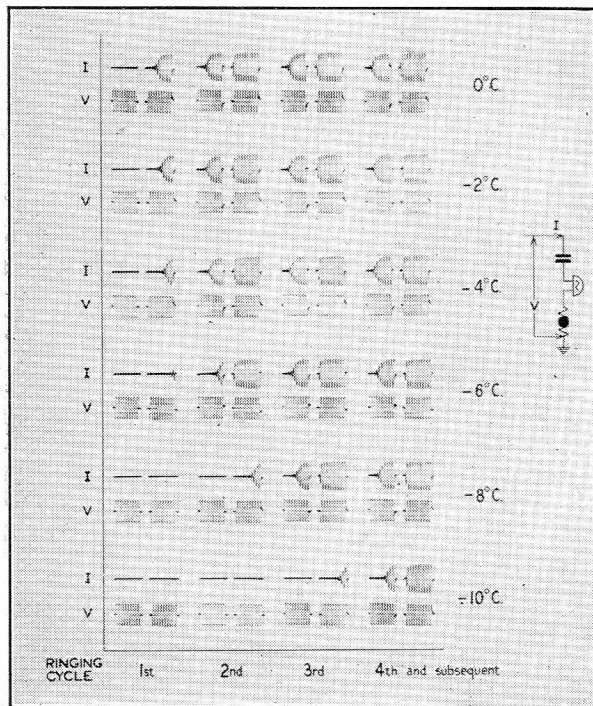 I
V
0°C.
I
V
-2°C.
I
I
V
-4°C.
V
I
V
-6°C.
I
V
-8°C.
I
V
-10°C.
RINGING CYCLE 1st 2nd 3rd 4th and subsequent